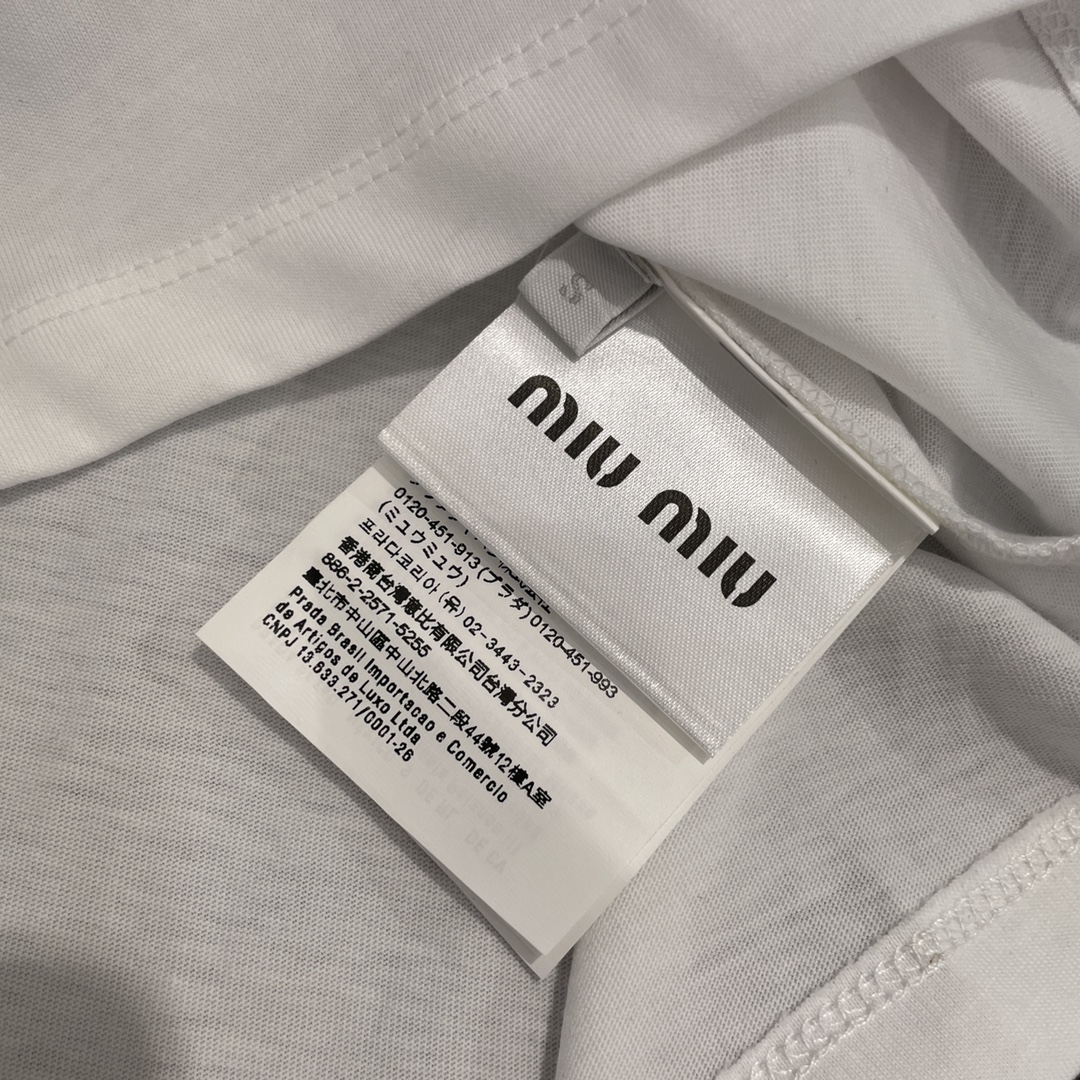 S
miu miu
0120-451-913 (プラダ) 0120-451-993
(ミュウミュウ)
프라다코리아 (유) 02-3443-2323
香港商台灣惠比有限公司台灣分公司
886-2-2571-5255
臺北市中山區中山北路二段44號12樓A室
Prada Brasil Importacao e Comercio
de Artigos de Luxo Ltda
CNPJ 13.633.271/0001-26